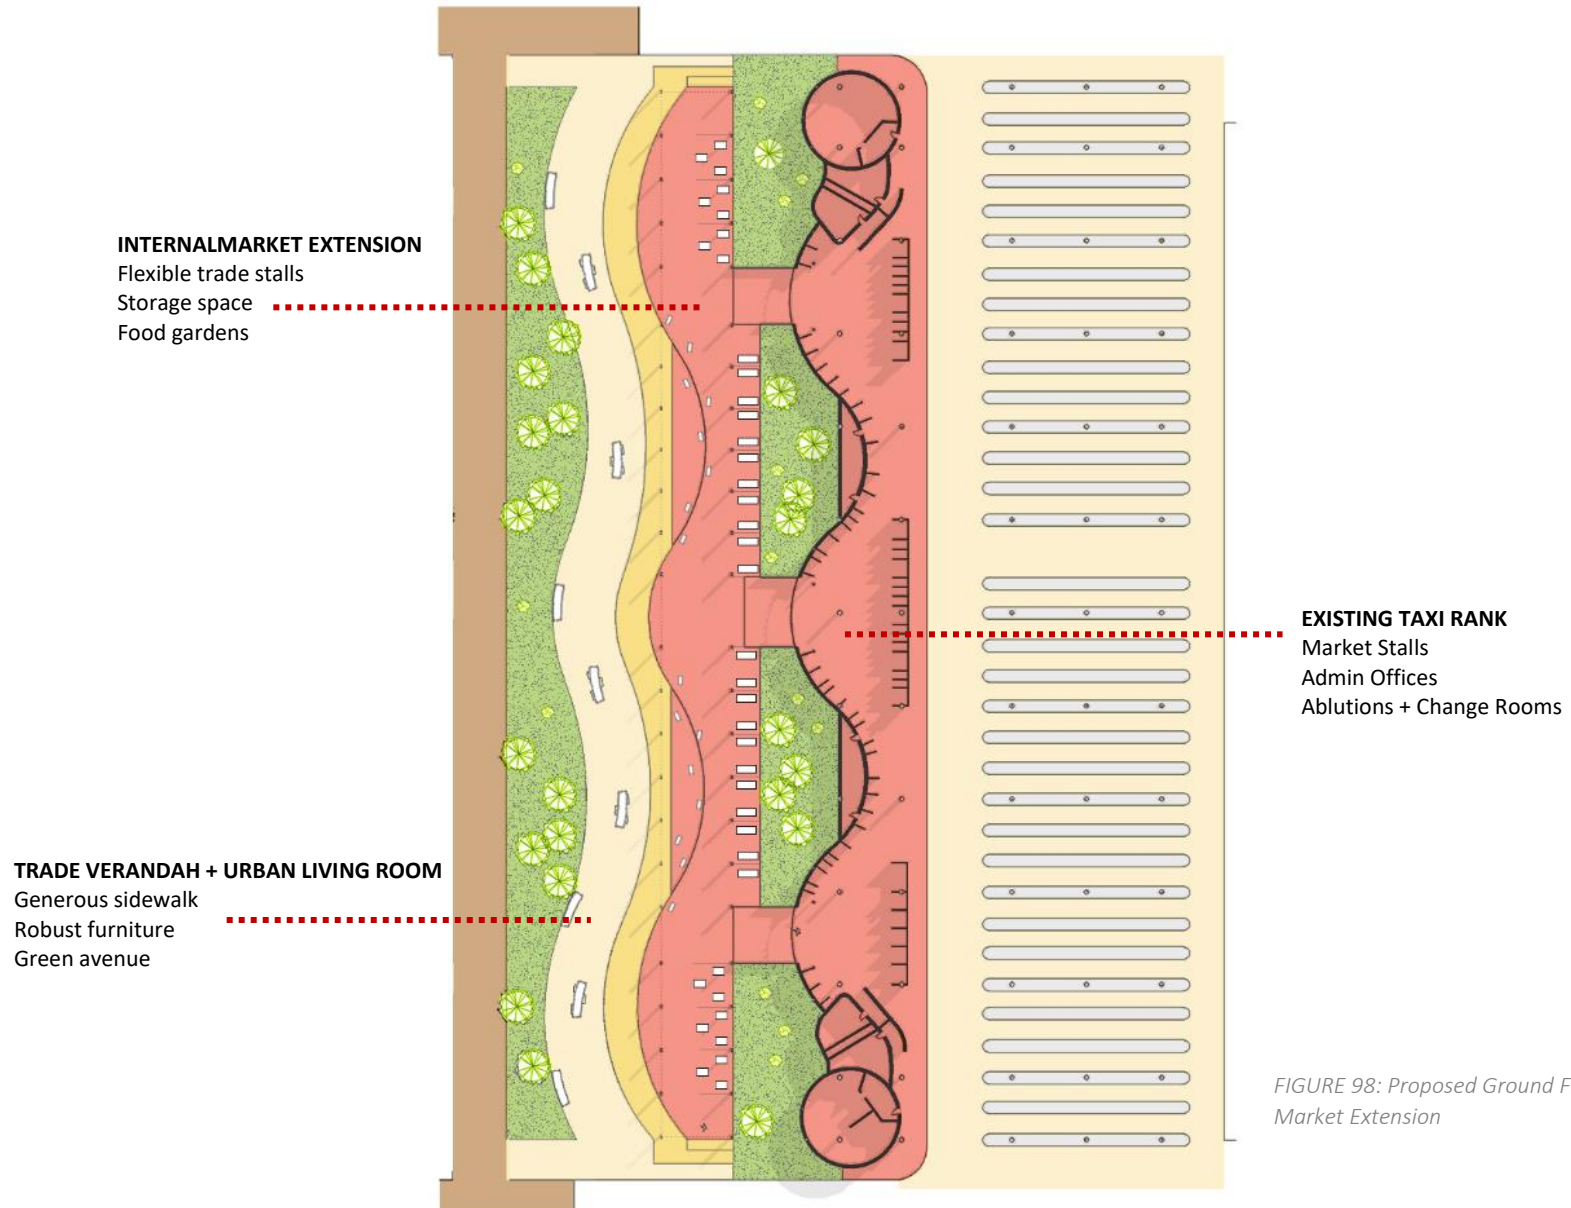 INTERNALMARKET EXTENSION
Flexible trade stalls
Storage space
Food gardens
EXISTING TAXI RANK
Market Stalls
Admin Offices
Ablutions + Change Rooms
TRADE VERANDAH + URBAN LIVING ROOM
Generous sidewalk
Robust furniture
Green avenue
FIGURE 98: Proposed Ground F
Market Extension